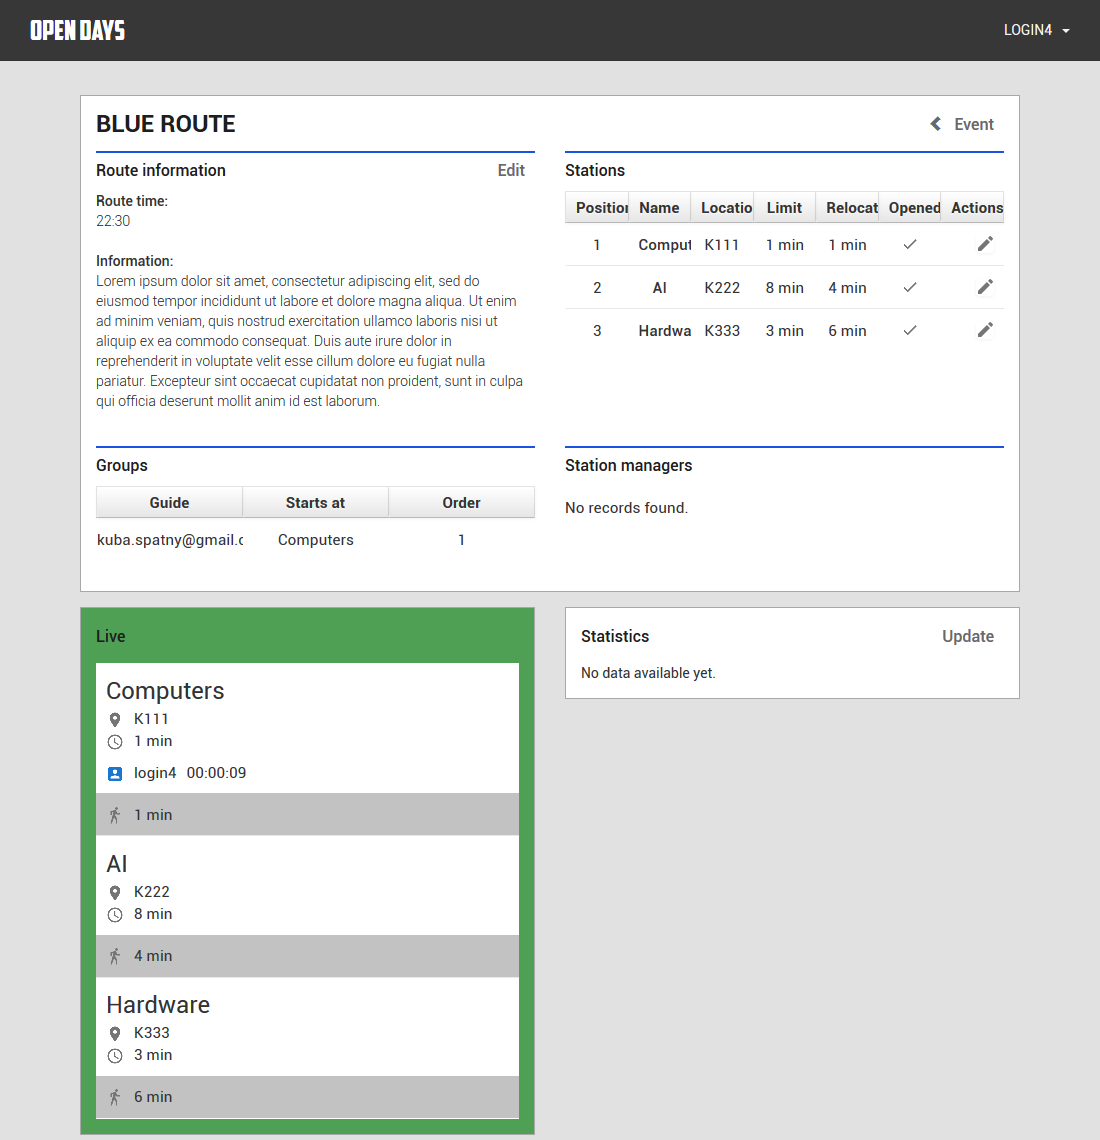 OPEN DAYS
LOGIN4
BLUE ROUTE
Event
Route information
Edit
Route time:
22:30
Information:
Lorem ipsum dolor sit amet, consectetur adipiscing elit, sed do
eiusmod tempor incididunt ut labore et dolore magna aliqua. Ut enim
ad minim veniam, quis nostrud exercitation ullamco laboris nisi ut
aliquip ex ea commodo consequat. Duis aute irure dolor in
reprehenderit in voluptate velit esse cillum dolore eu fugiat nulla
pariatur. Excepteur sint occaecat cupidatat non proident, sunt in culpa
qui officia deserunt mollit anim id est laborum.
Stations
Position Name Locatio Limit Relocat Opened Actions
1 Comput K111 1 min 1 min
2 AI K222 8 min 4 min
3 Hardwa K333 3 min 6 min
Groups
Guide Starts at Order
kuba.spatny@gmail.c Computers 1
Station managers
No records found.
Live
Computers
K111
1 min
login4 00:00:09
1 min
AI
K222
8 min
4 min
Hardware
K333
3 min
6 min
Statistics
Update
No data available yet.